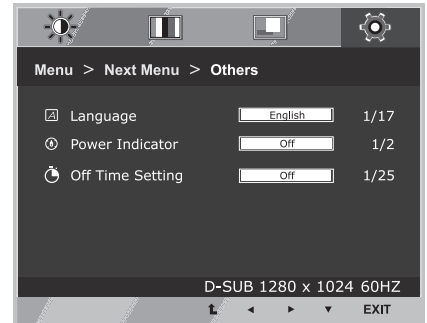 Menu > Next Menu > Others
Language English 1/17
Power Indicator Off 1/2
Off Time Setting Off 1/25
D-SUB 1280 x 1024 60HZ
EXIT